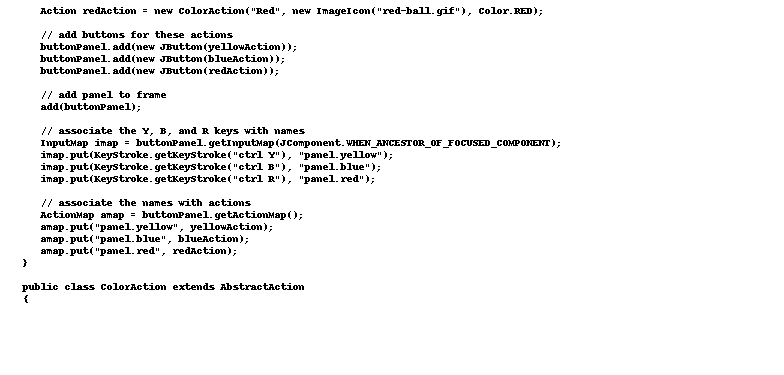 Action redAction = new ColorAction("Red", new ImageIcon("red-ball.gif"), Color.RED);
// add buttons for these actions
buttonPanel.add(new JButton(yellowAction));
buttonPanel.add(new JButton(blueAction));
buttonPanel.add(new JButton(redAction));
// add panel to frame
add(buttonPanel);
// associate the Y, B, and R keys with names
InputMap imap = buttonPanel.getInputMap(JComponent.WHEN_ANCESTOR_OF_FOCUSED_COMPONENT);
imap.put(KeyStroke.getKeyStroke("ctrl Y"), "panel.yellow");
imap.put(KeyStroke.getKeyStroke("ctrl B"), "panel.blue");
imap.put(KeyStroke.getKeyStroke("ctrl R"), "panel.red");
// associate the names with actions
ActionMap amap = buttonPanel.getActionMap();
amap.put("panel.yellow", yellowAction);
amap.put("panel.blue", blueAction);
amap.put("panel.red", redAction);
}
public class ColorAction extends AbstractAction
{